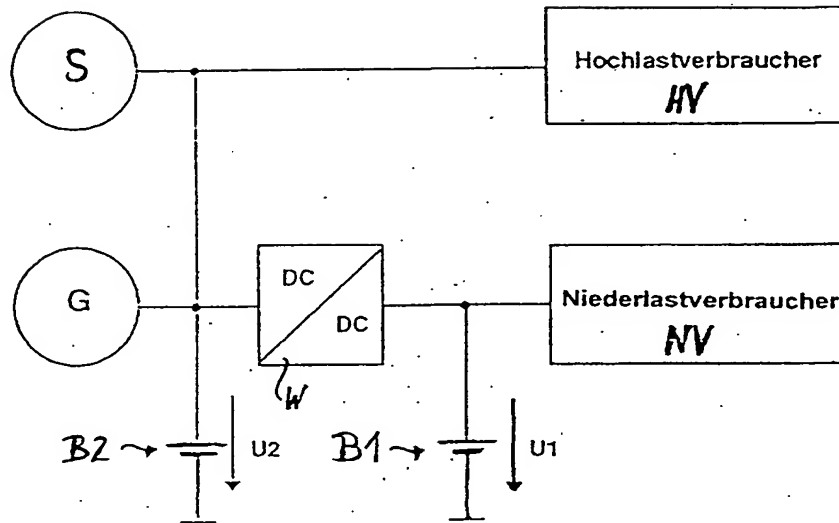 S
Hochlastverbraucher
HV
G
DC
DC
Niederlastverbraucher
NV
W
B2
U2
B1
U1